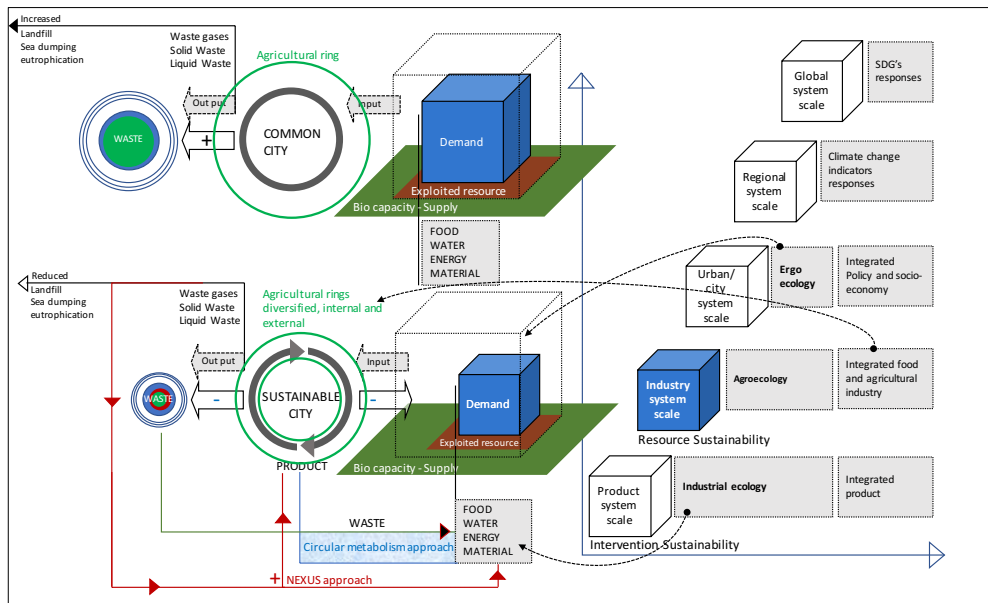 Increased
Landfill
Sea dumping
eutrophication
Waste gases
Solid Waste
Liquid Waste
Agricultural ring
Out put
Input
WASTE
+
COMMON
CITY
Demand
Exploited resource
Bio capacity - Supply
FOOD
WATER
ENERGY
MATERIAL
Global
system
scale
SDG's
responses
Regional
system
scale
Climate change
indicators
responses
Urban/
city system
scale
Ergo
ecology
Integrated
Policy and socio-
economy
Reduced
Landfill
Sea dumping
eutrophication
Waste gases
Solid Waste
Liquid Waste
Agricultural rings
diversified, internal and
external
Out put
Input
WASTE
-
SUSTAINABLE
CITY
-
Demand
Exploited resource
Bio capacity - Supply
PRODUCT
Industry
system
scale
Agroecology
Integrated food
and agricultural
industry
Resource Sustainability
Product
system
scale
Industrial ecology
Integrated
product
Intervention Sustainability
WASTE
Circular metabolism approach
FOOD
WATER
ENERGY
MATERIAL
+ NEXUS approach